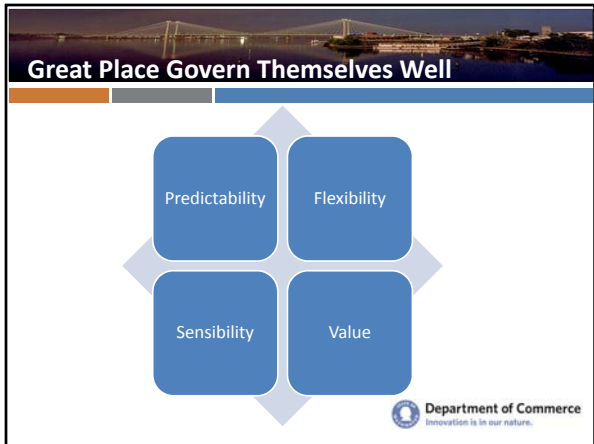 Great Place Govern Themselves Well
Predictability
Flexibility
Sensibility
Value
Department of Commerce
Innovation is in our nature.